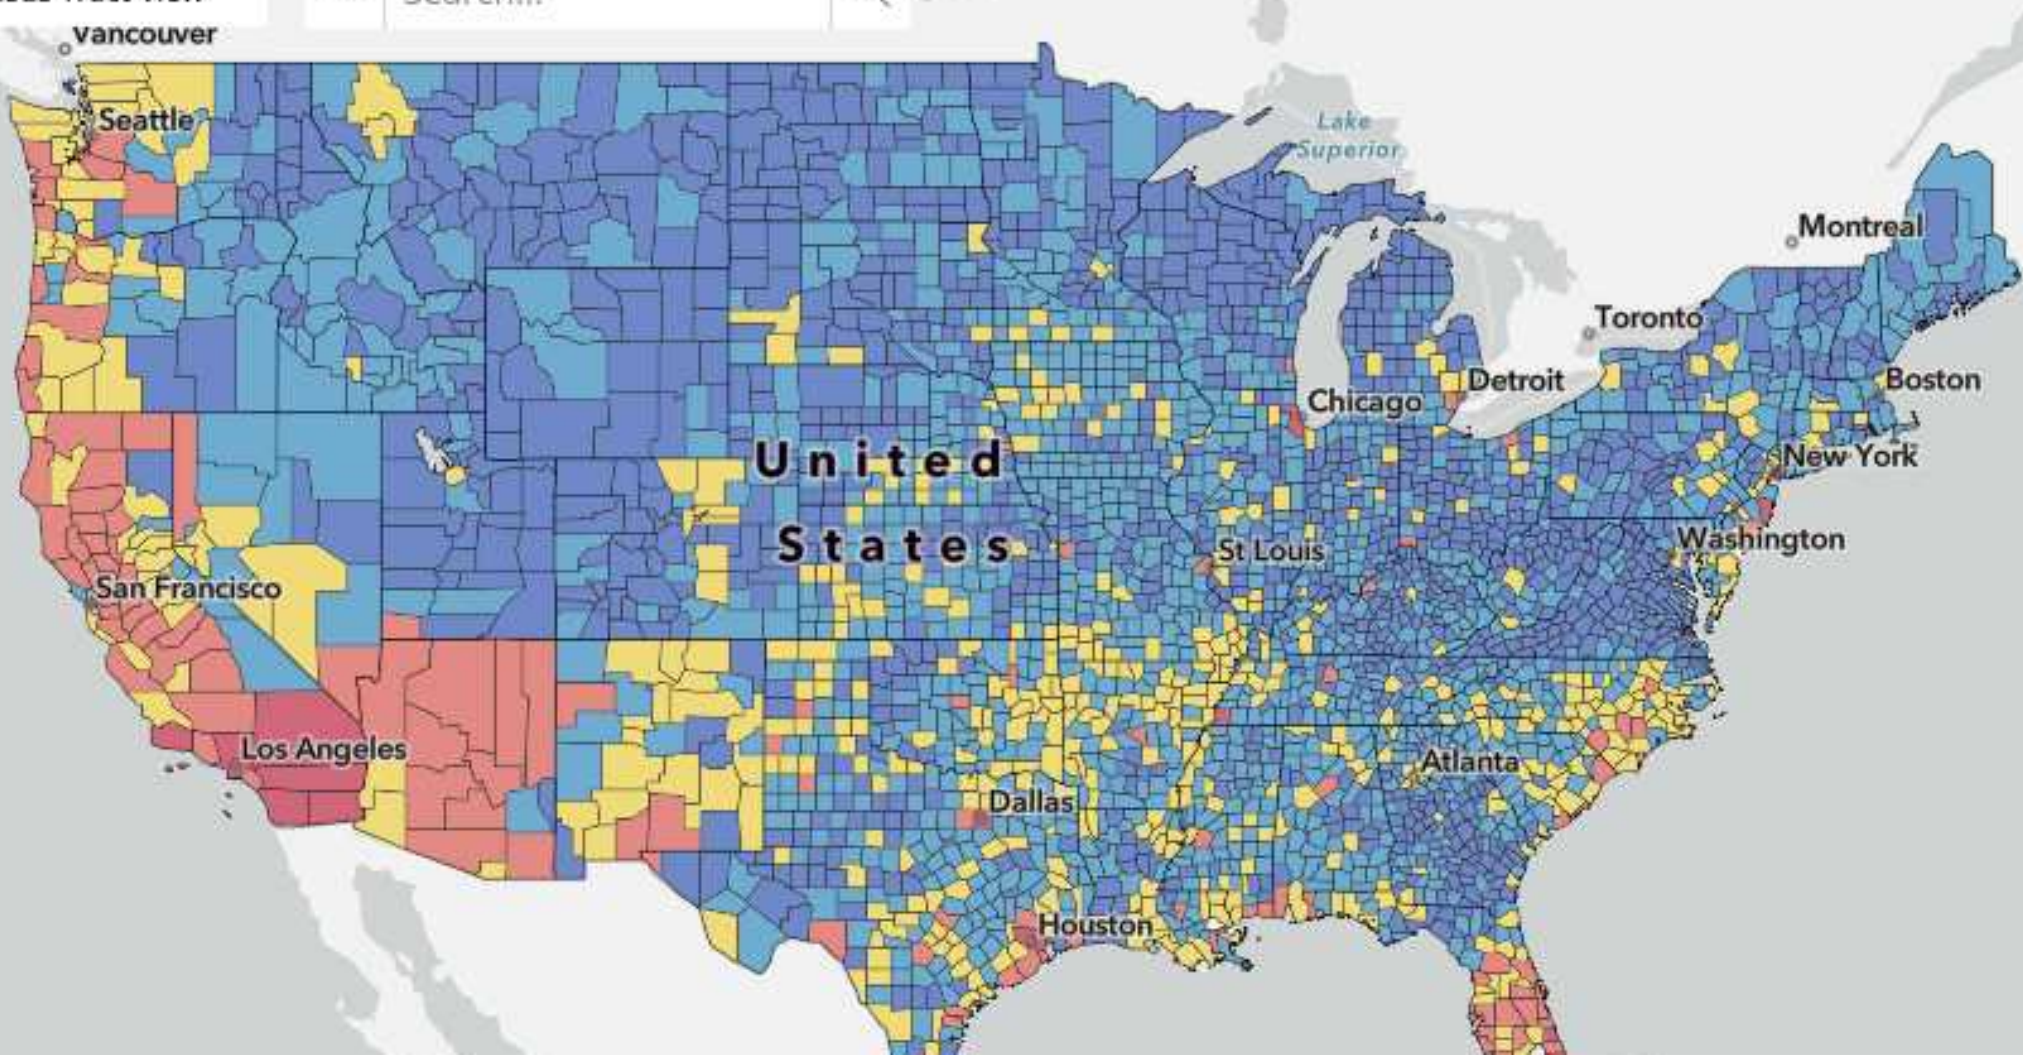 Search...
Vancouver
Seattle
Lake
Superior
Montreal
Toronto
Boston
Detroit
Chicago
United
New York
States
Washington
St Louis
San Francisco
Los Angeles
Atlanta
Dallas
Houston